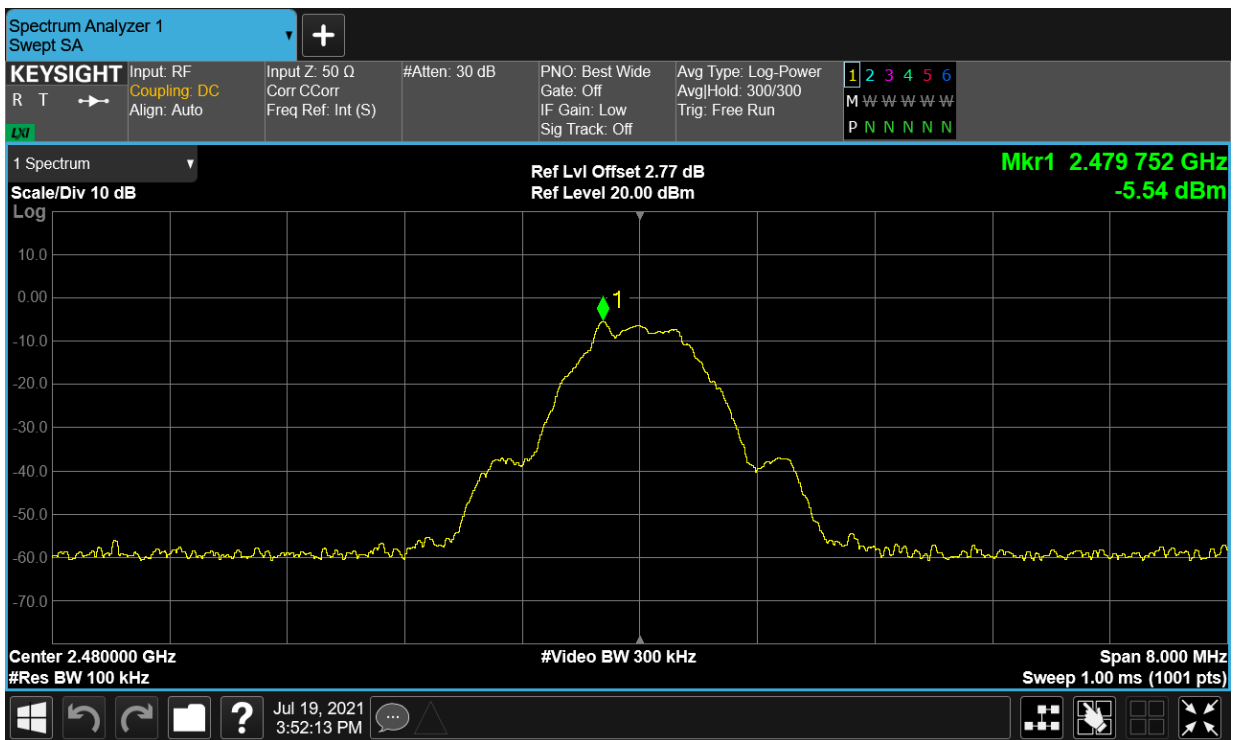 Spectrum Analyzer 1
Swept SA
KEYSIGHT
R T
LXI
Input: RF
Coupling: DC
Align: Auto
Input Z: 50 Ω
Corr CCorr
Freq Ref: Int (S)
#Atten: 30 dB
PNO: Best Wide
Gate: Off
IF Gain: Low
Sig Track: Off
Avg Type: Log-Power
Avg|Hold: 300/300
Trig: Free Run
1 2 3 4 5 6
M W W W W W
P N N N N N
1 Spectrum
Scale/Div 10 dB
Log
Ref Lvl Offset 2.77 dB
Ref Level 20.00 dBm
Mkr1 2.479 752 GHz
-5.54 dBm
10.0
0.00
1
-10.0
-20.0
-30.0
-40.0
-50.0
-60.0
-70.0
Center 2.480000 GHz
#Res BW 100 kHz
#Video BW 300 kHz
Span 8.000 MHz
Sweep 1.00 ms (1001 pts)
?
Jul 19, 2021
3:52:13 PM